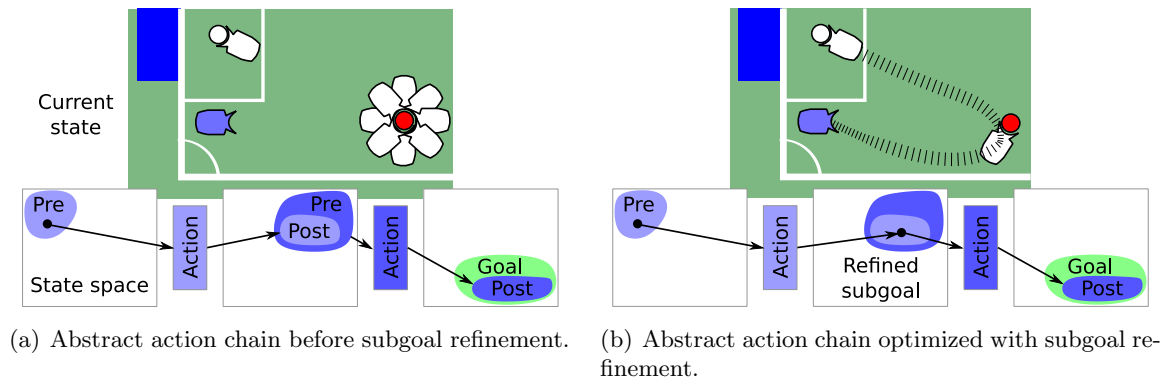 Current
state
Pre
Action
Pre
Post
Action
Goal
Post
State space
Pre
Action
Action
Refined
subgoal
Goal
Post
(a) Abstract action chain before subgoal refinement.
(b) Abstract action chain optimized with subgoal re-
finement.